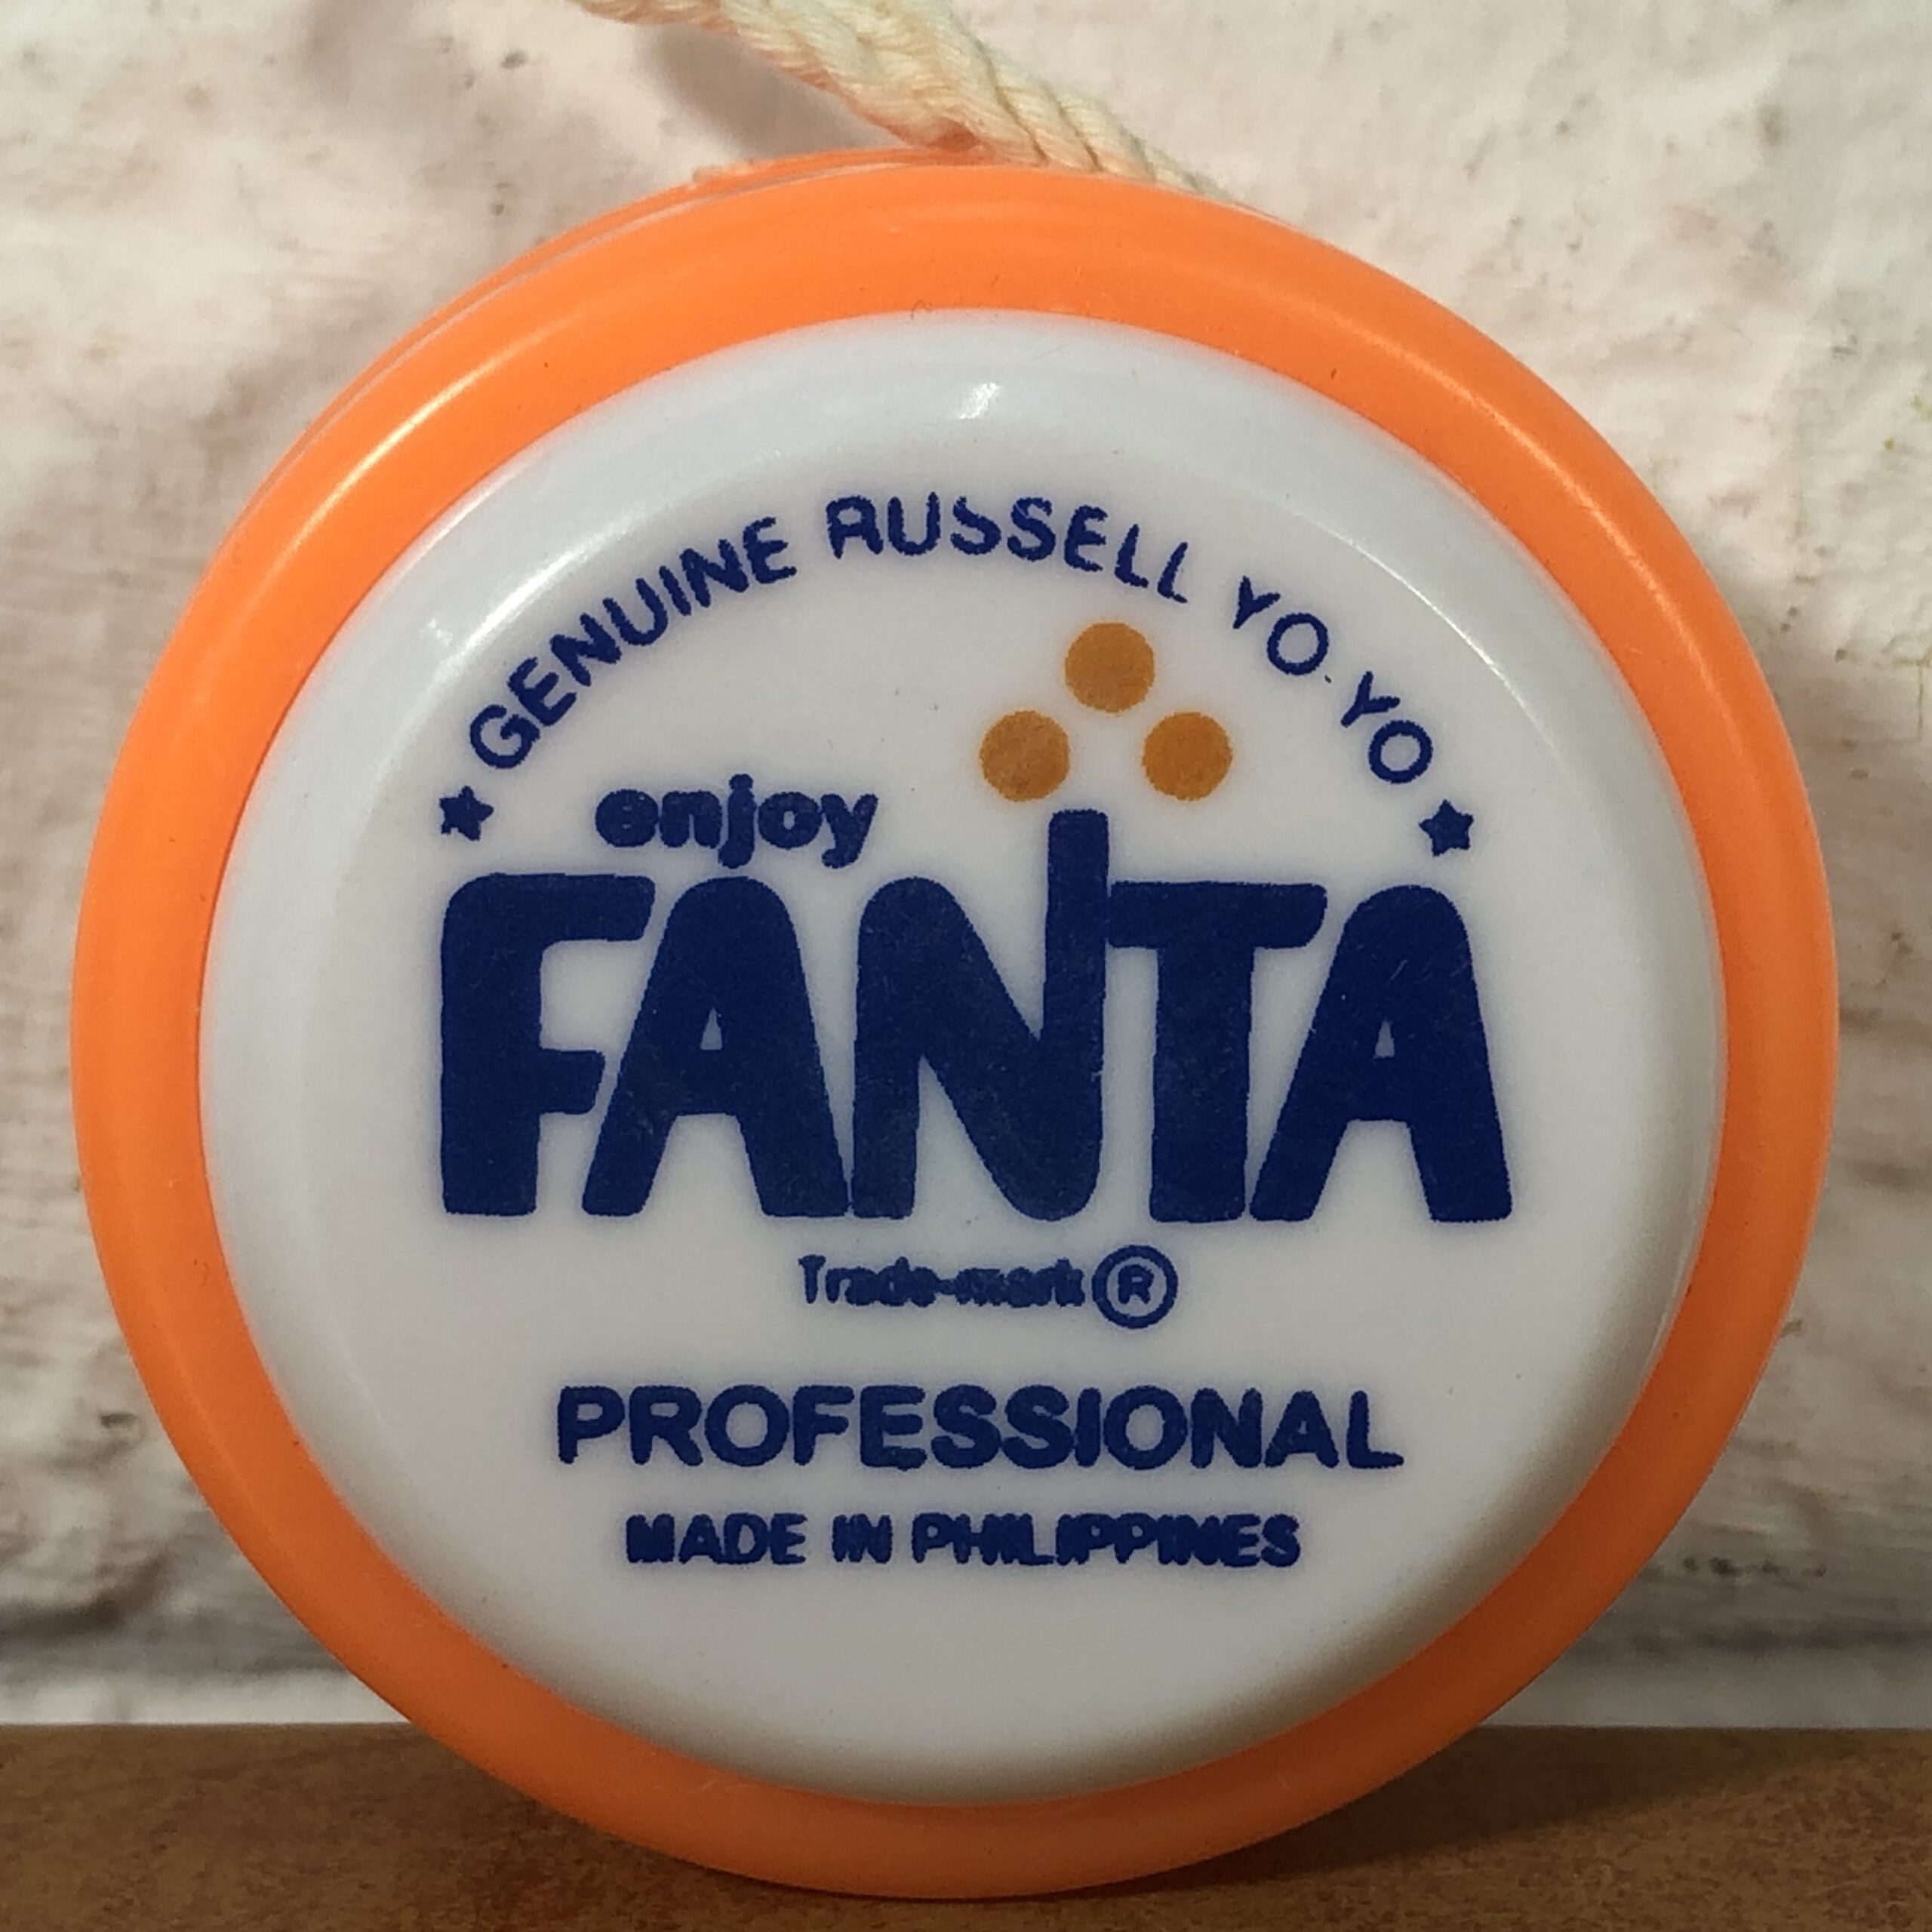 ★ GENUINE RUSSELL YO-YO ★
enjoy
FANTA
Trade-mark ®
PROFESSIONAL
MADE IN PHILIPPINES